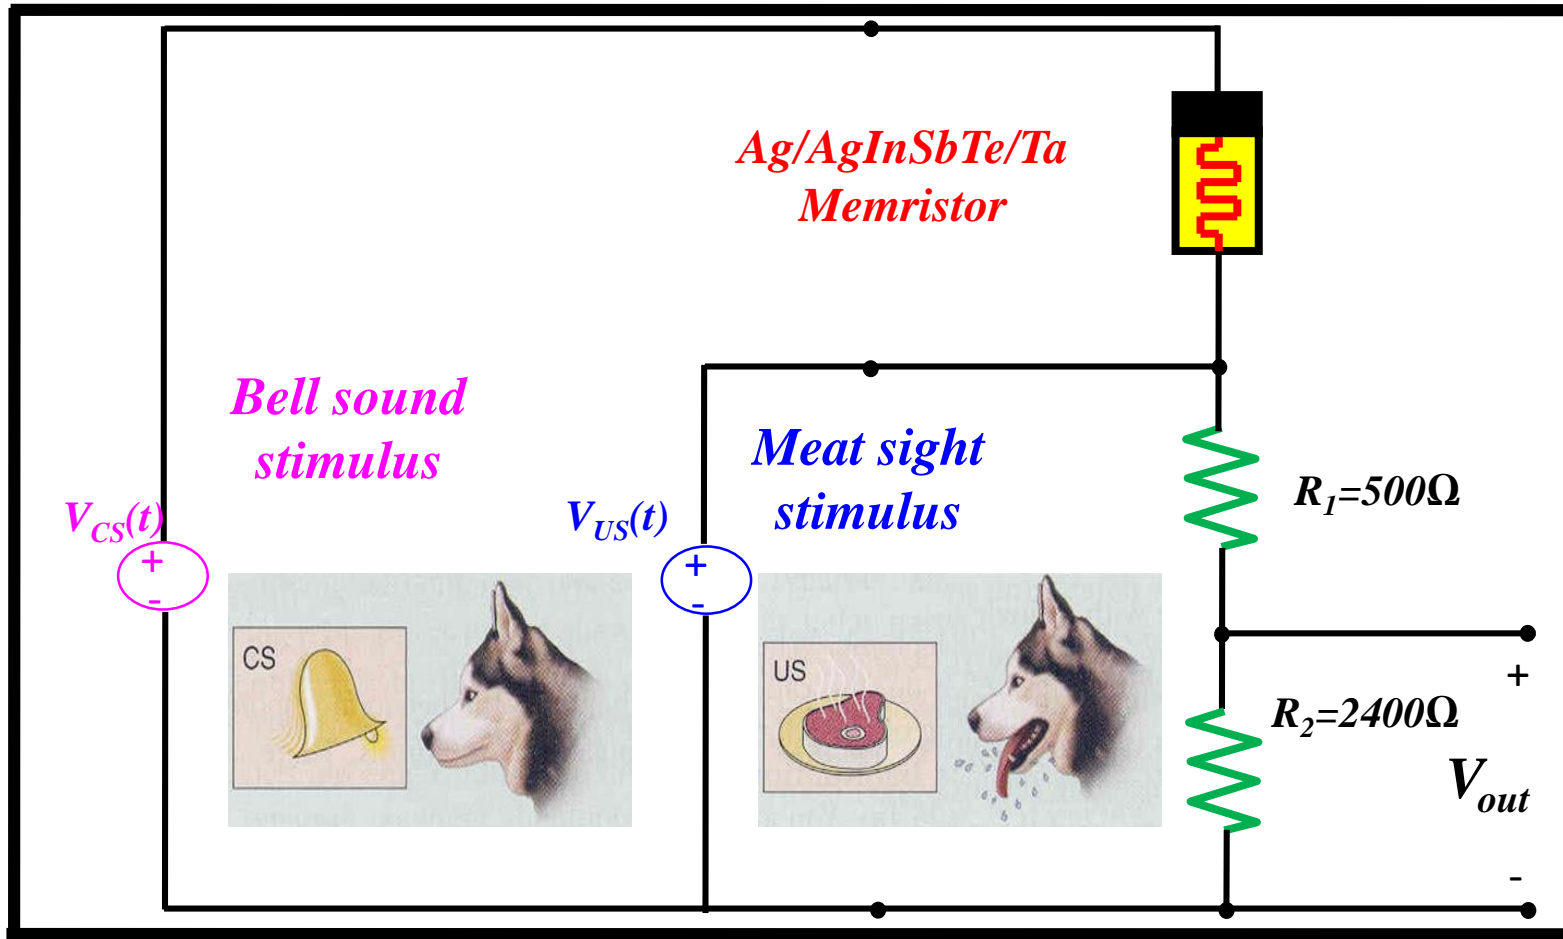 Ag/AgInSbTe/Ta
Memristor
Bell sound
stimulus
Meat sight
stimulus
V_CS(t)
V_US(t)
R_1=500Ω
+
-
+
-
CS
US
+
R_2=2400Ω
V_out
-